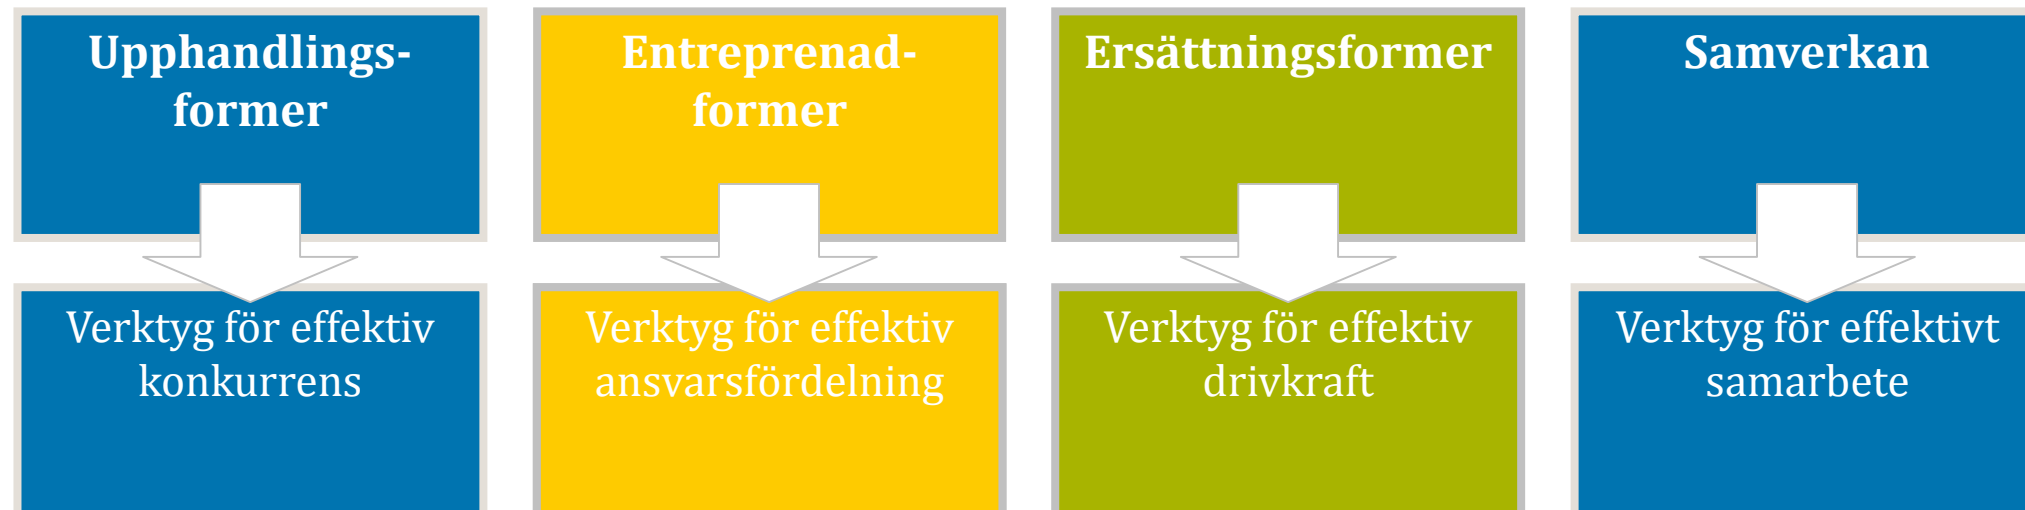 Upphandlings-
former
Entreprenad-
former
Ersättningsformer
Samverkan
Verktyg för effektiv
konkurrens
Verktyg för effektiv
ansvarsfördelning
Verktyg för effektiv
drivkraft
Verktyg för effektivt
samarbete